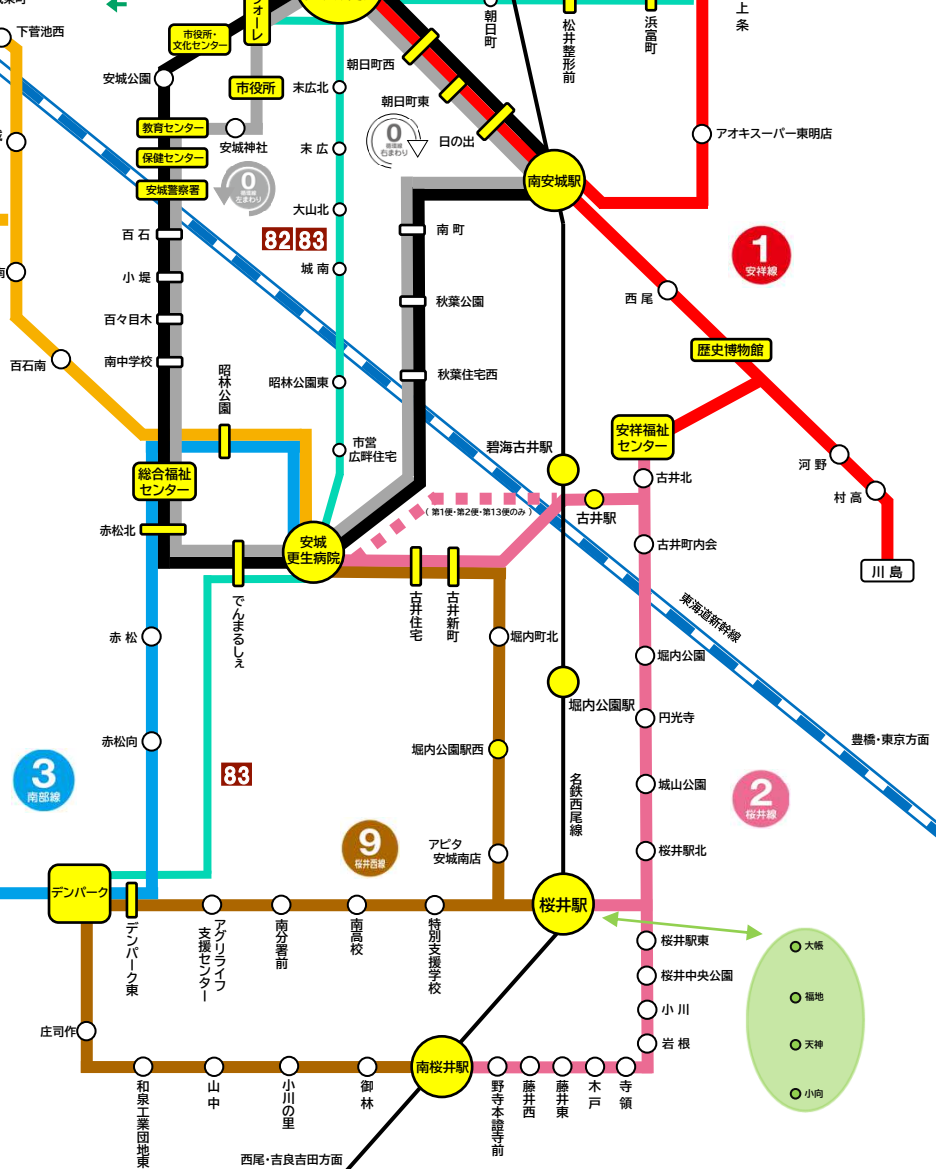 下菅池西
市役所・
文化センター
朝日町
松井整形前
浜富町
上条
安城公園
市役所
朝日町西
末広北
朝日町東
教育センター
安城神社
末広
0
循環線
右まわり
日の出
アオキスーパー東明店
保健センター
安城警察署
0
循環線
左まわり
南安城駅
大山北
百石
82 83
南町
1
安祥線
小堤
城南
西尾
秋葉公園
百々目木
歴史博物館
百石南
南中学校
昭林公園
昭林公園東
秋葉住宅西
安祥福祉
センター
市営
広畔住宅
碧海古井駅
河野
総合福祉
センター
古井北
村高
(第1便・第2便・第13便のみ)
古井駅
赤松北
安城
更生病院
古井町内会
川島
でんまるしぇ
古井住宅
古井新町
東海道新幹線
赤松
堀内町北
堀内公園
堀内公園駅
円光寺
赤松向
堀内公園駅西
豊橋・東京方面
3
南部線
83
名鉄西尾線
城山公園
2
桜井線
9
桜井西線
アピタ
安城南店
桜井駅北
デンパーク
桜井駅
デンパーク東
アグリライフ
支援センター
南分署前
南高校
特別支援学校
桜井駅東
大帳
桜井中央公園
福地
小川
庄司作
岩根
天神
南桜井駅
小向
和泉工業団地東
山中
小川の里
御林
野寺本證寺前
藤井西
藤井東
木戸
寺領
西尾・吉良吉田方面